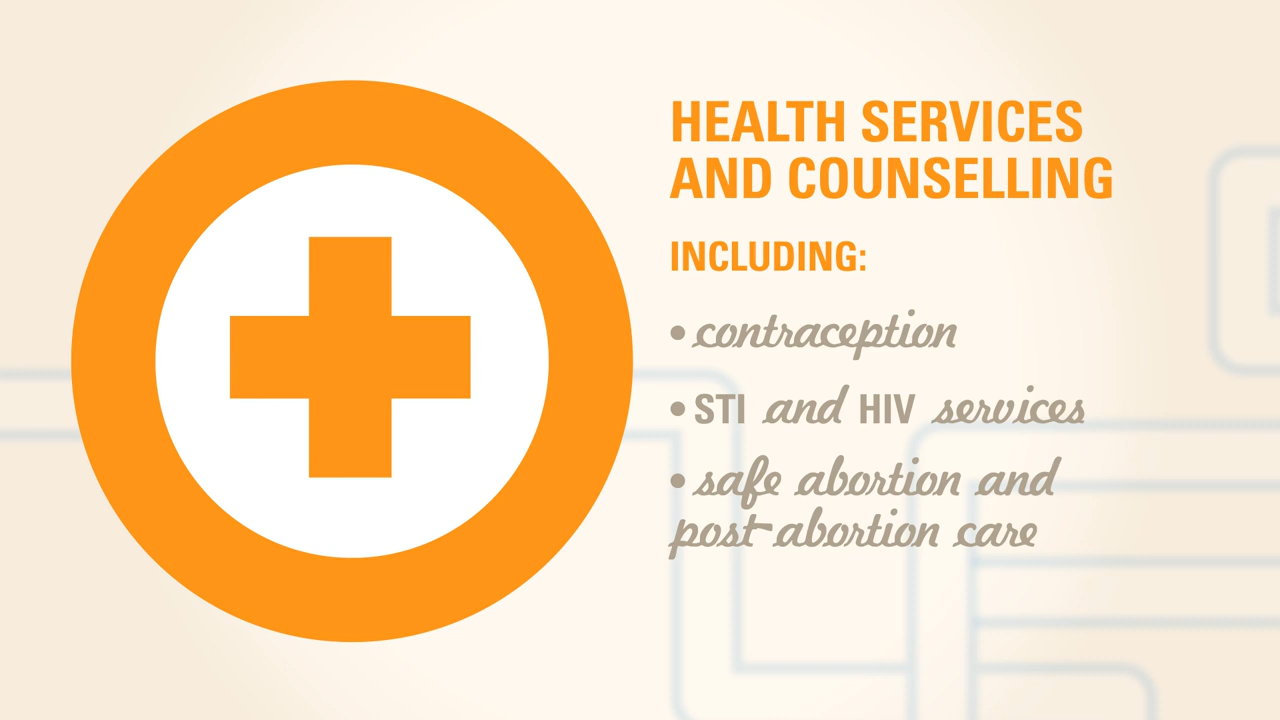 HEALTH SERVICES
AND COUNSELLING
INCLUDING:
• contraception
• STI and HIV services
• safe abortion and
post-abortion care